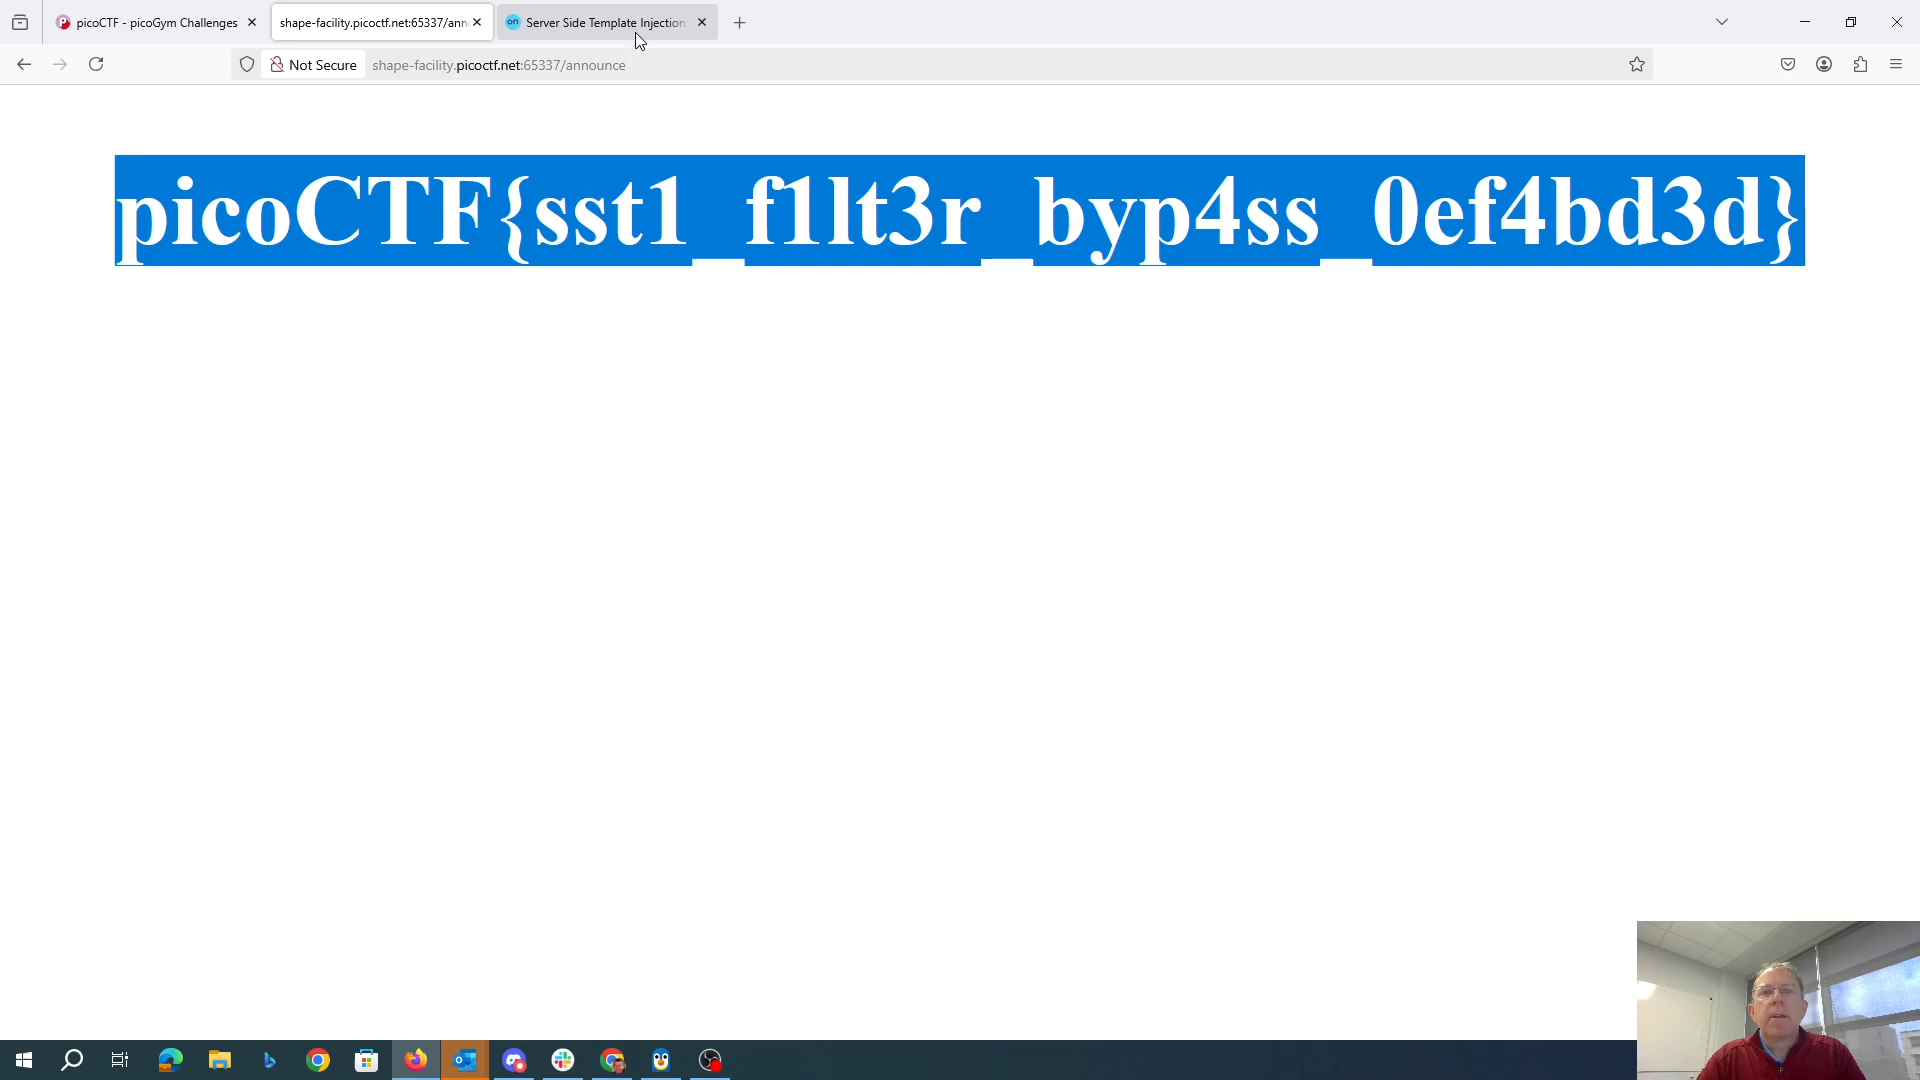 picoCTF - picoGym Challenges
shape-facility.picoctf.net:65337/ann
Server Side Template Injection
Not Secure
shape-facility.picoctf.net:65337/announce
picoCTF{sst1_f1lt3r_byp4ss_0ef4bd3d}